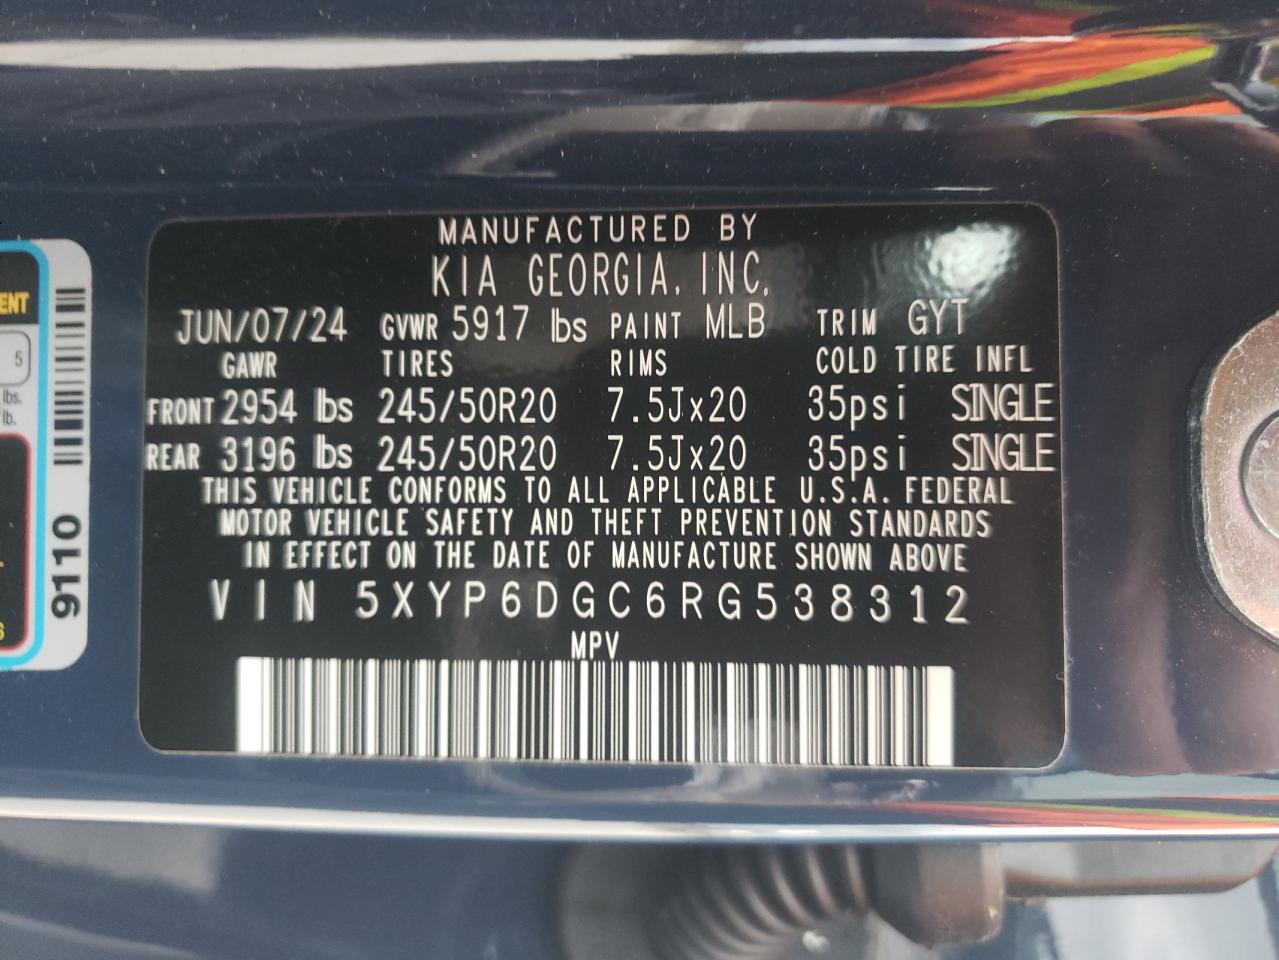 MANUFACTURED BY
KIA GEORGIA, INC.
JUN/07/24 GVWR 5917 lbs PAINT MLB TRIM GYT
GAWR TIRES RIMS COLD TIRE INFL
FRONT 2954 lbs 245/50R20 7.5Jx20 35psi SINGLE
REAR 3196 lbs 245/50R20 7.5Jx20 35psi SINGLE
THIS VEHICLE CONFORMS TO ALL APPLICABLE U.S.A. FEDERAL
MOTOR VEHICLE SAFETY AND THEFT PREVENTION STANDARDS
IN EFFECT ON THE DATE OF MANUFACTURE SHOWN ABOVE
VIN 5XYP6DGC6RG538312
MPV
5
lbs.
lb.
9110